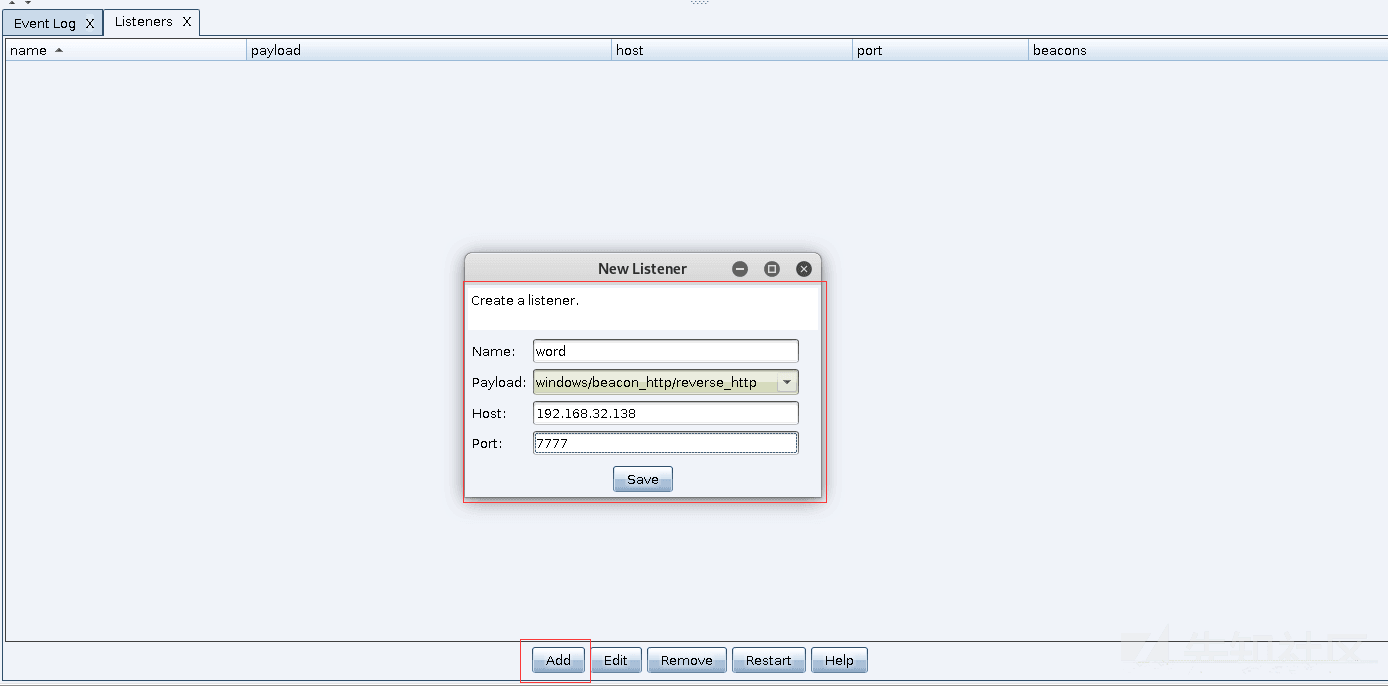 Event Log X Listeners X
name payload host port beacons
New Listener
Create a listener.
Name: word
Payload: windows/beacon_http/reverse_http
Host: 192.168.32.138
Port: 7777
Save
Add Edit Remove Restart Help